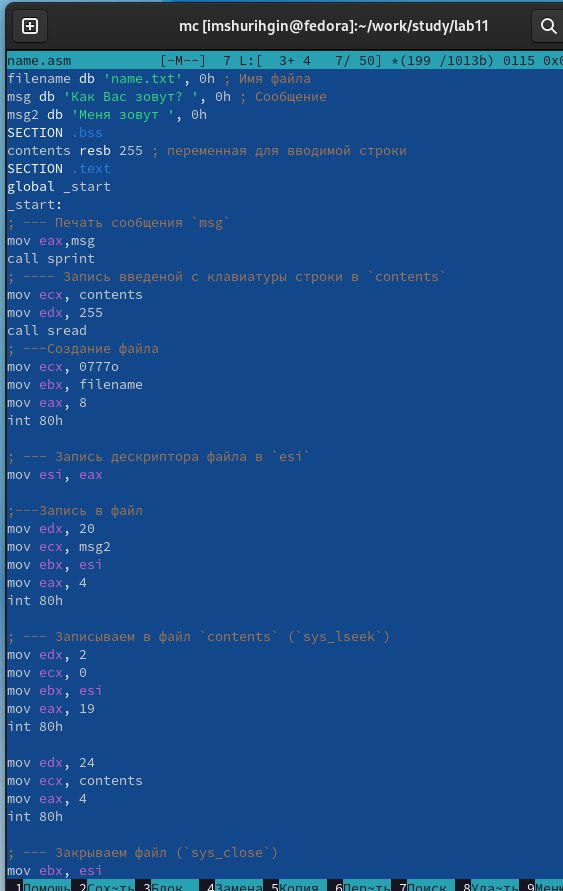 mc [imshurihgin@fedora]:~/work/study/lab11
name.asm [-M--] 7 L:[ 3+ 4 7/ 50] *(199 /1013b) 0115 0x0
filename db 'name.txt', 0h ; Имя файла
msg db 'Как Вас зовут? ', 0h ; Сообщение
msg2 db 'Меня зовут ', 0h
SECTION .bss
contents resb 255 ; переменная для вводимой строки
SECTION .text
global _start
_start:
; --- Печать сообщения `msg`
mov eax,msg
call sprint
; ---- Запись введеной с клавиатуры строки в `contents`
mov ecx, contents
mov edx, 255
call sread
; ---Создание файла
mov ecx, 0777o
mov ebx, filename
mov eax, 8
int 80h
; --- Запись дескриптора файла в `esi`
mov esi, eax
;---Запись в файл
mov edx, 20
mov ecx, msg2
mov ebx, esi
mov eax, 4
int 80h
; --- Записываем в файл `contents` (`sys_lseek`)
mov edx, 2
mov ecx, 0
mov ebx, esi
mov eax, 19
int 80h
mov edx, 24
mov ecx, contents
mov eax, 4
int 80h
; --- Закрываем файл (`sys_close`)
mov ebx, esi
1Помощь 2Сох~ть 3Блок 4Замена 5Копия 6Пер~ть 7Поиск 8Уда~ть 9Меню